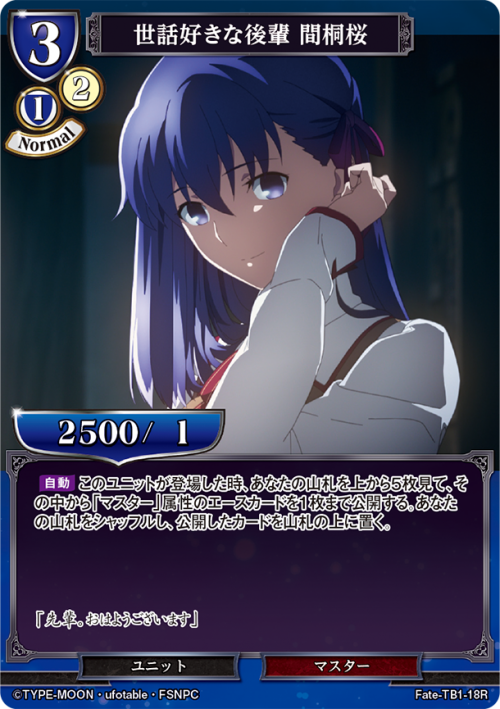 3
世話好きな後輩 間桐桜
2
1
Normal
2500/ 1
自動 このユニットが登場した時、あなたの山札を上から5枚見て、そ
の中から「マスター」属性のエースカードを1枚まで公開する。あなた
の山札をシャッフルし、公開したカードを山札の上に置く。
「先輩。おはようございます」
ユニット
マスター
©TYPE-MOON・ufotable・FSNPC
Fate-TB1-18R